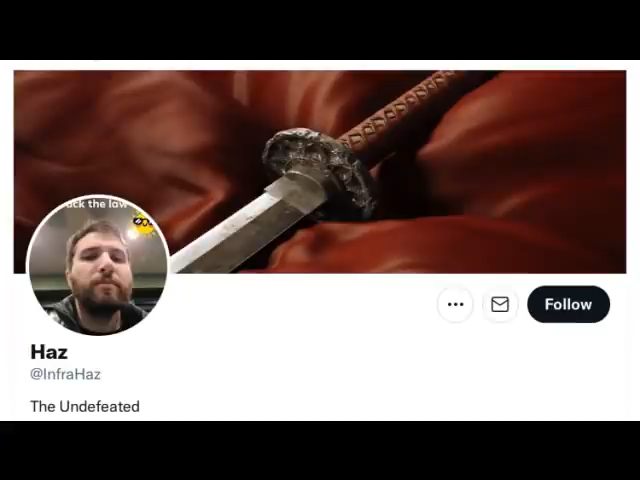 the law
Follow
Haz
@InfraHaz
The Undefeated